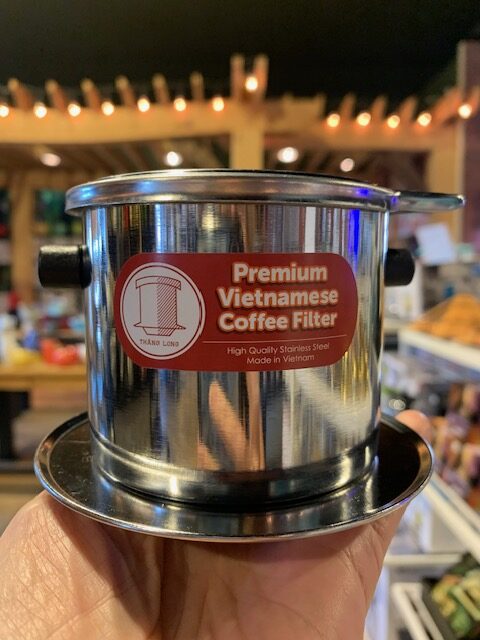 THĂNG LONG
Premium
Vietnamese
Coffee Filter
High Quality Stainless Steel
Made in Vietnam